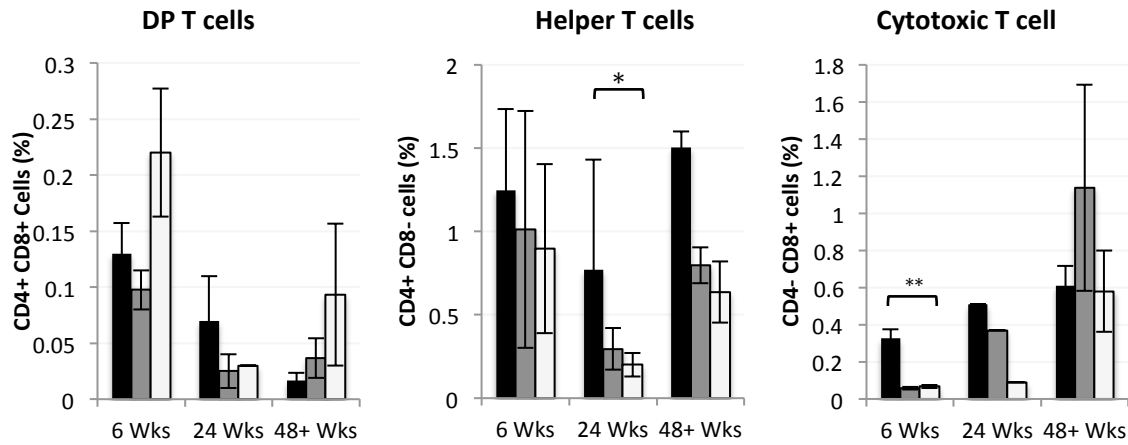 DP T cells
CD4+ CD8+ Cells (%)
0.3
0.25
0.2
0.15
0.1
0.05
0
6 Wks 24 Wks 48+ Wks
Helper T cells
CD4+ CD8- cells (%)
2
1.5
1
0.5
0
*
6 Wks 24 Wks 48+ Wks
Cytotoxic T cell
CD4- CD8+ cells (%)
1.8
1.6
1.4
1.2
1
0.8
0.6
0.4
0.2
0
**
6 Wks 24 Wks 48+ Wks